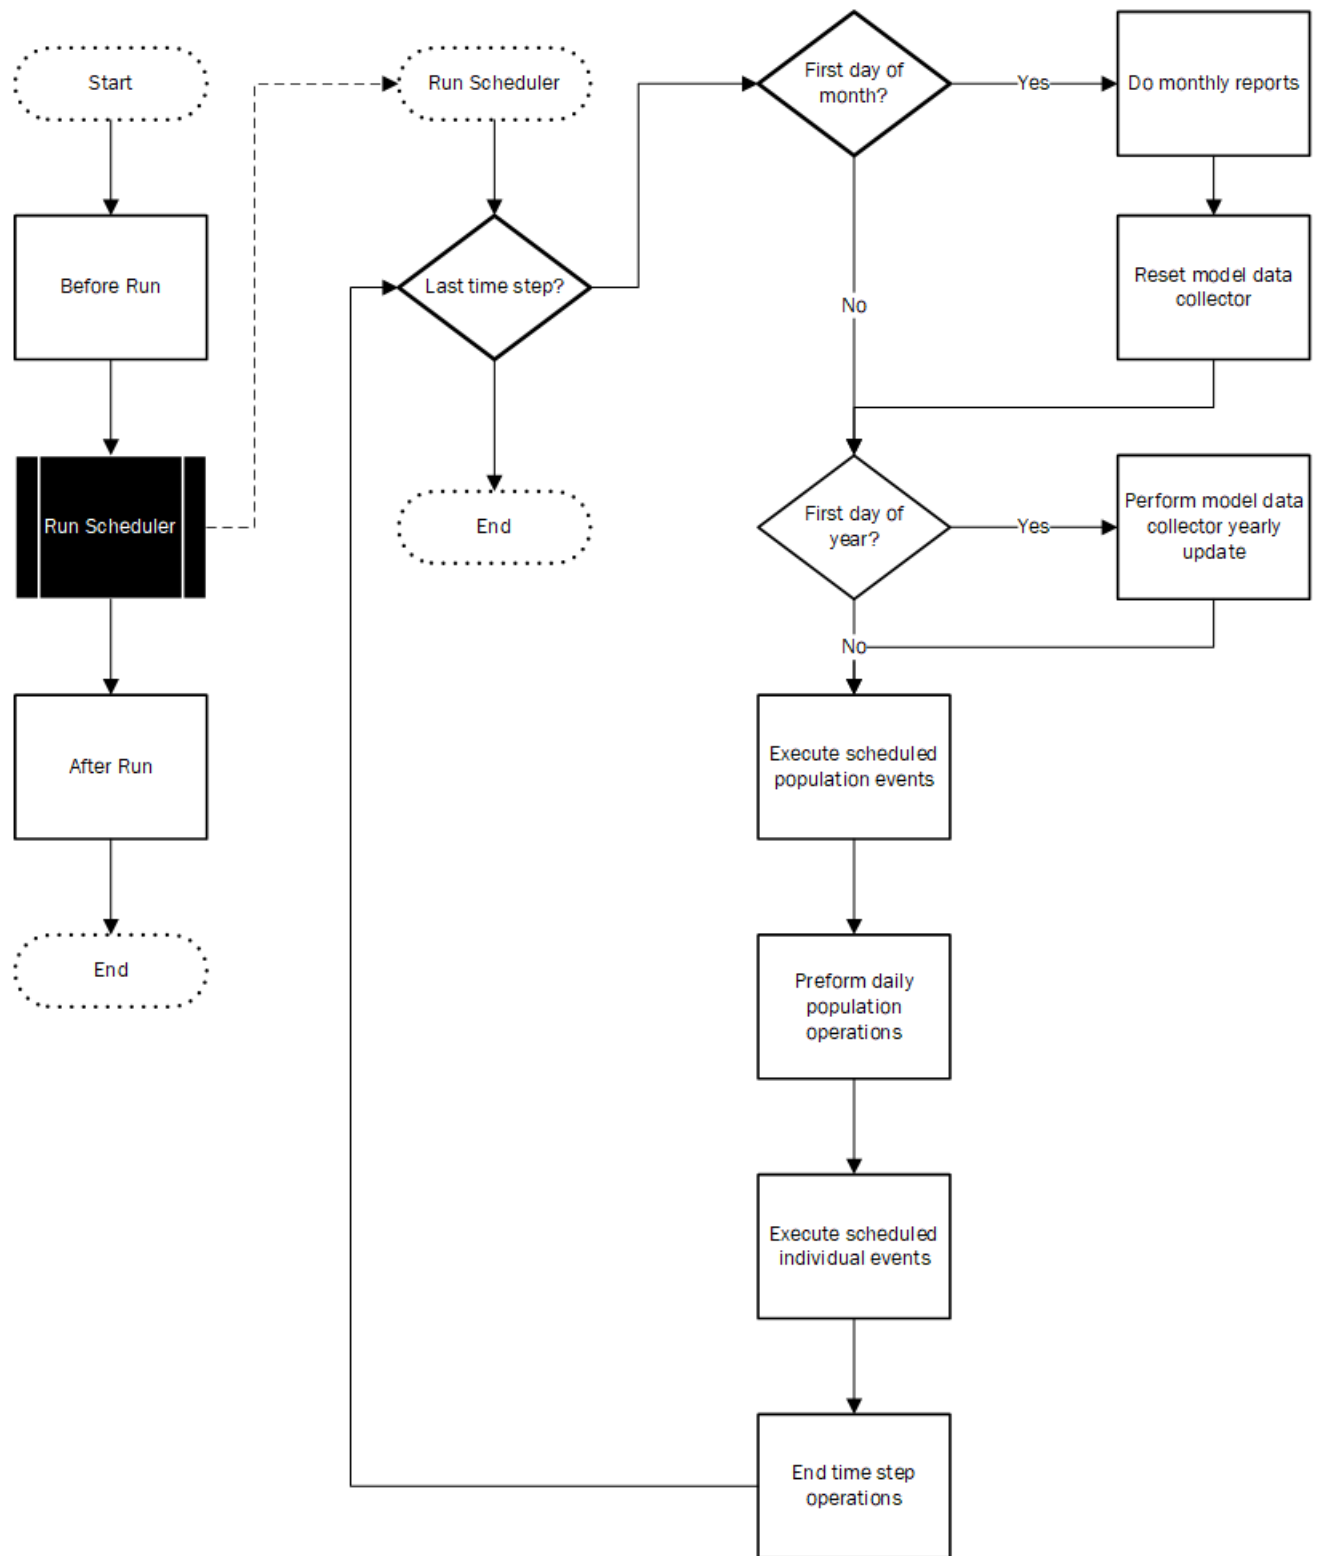 Start
Before Run
Run Scheduler
After Run
End
Run Scheduler
Last time step?
End
First day of
month?
Yes
Do monthly reports
Reset model data
collector
No
First day of
year?
Yes
Perform model data
collector yearly
update
No
Execute scheduled
population events
Preform daily
population
operations
Execute scheduled
individual events
End time step
operations